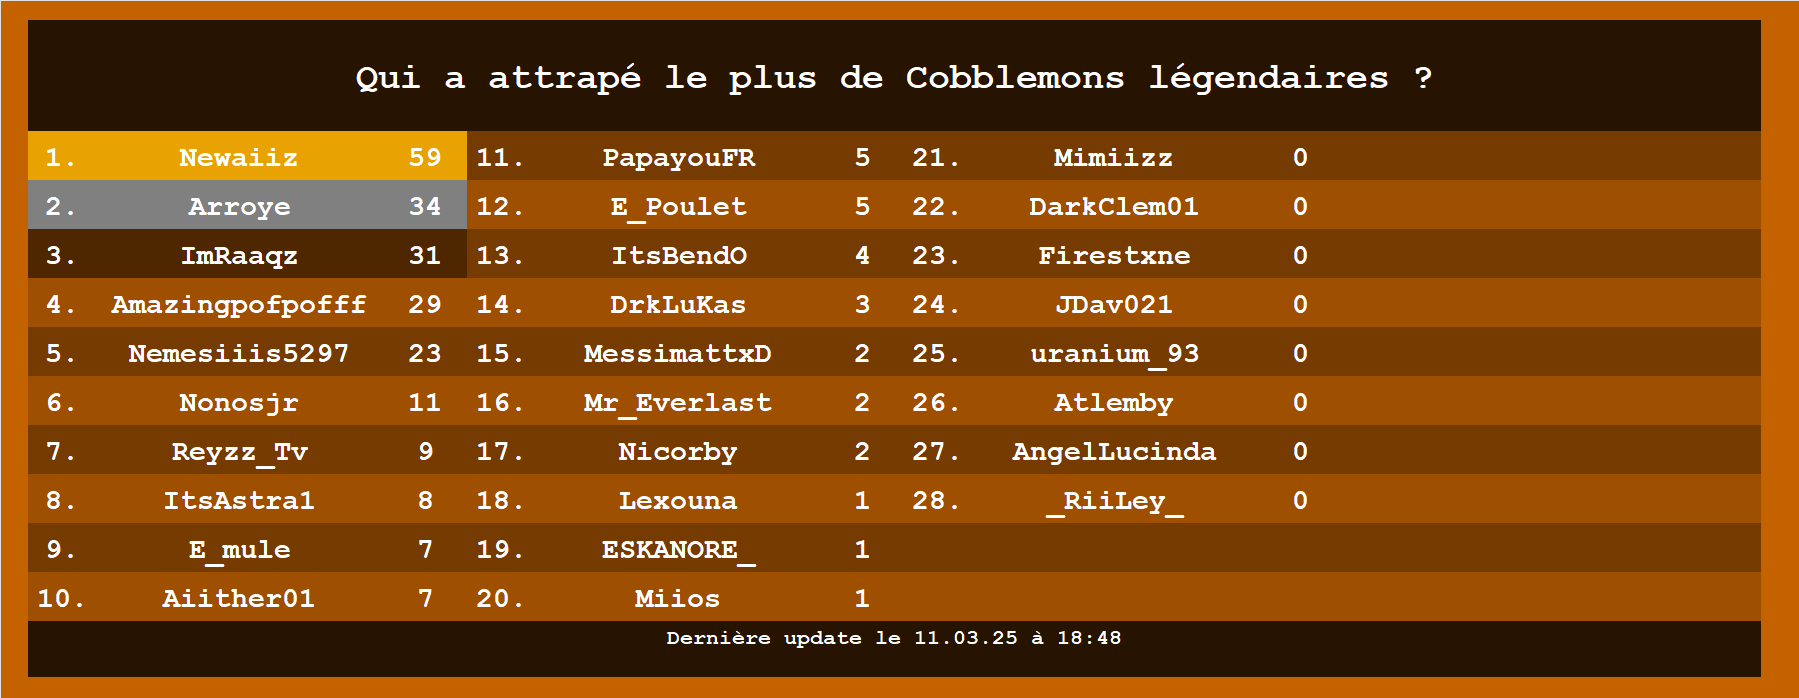 Qui a attrapé le plus de Cobblemons légendaires ?
1. Newaiiz 59 11. PapayouFR 5 21. Mimiizz 0
2. Arroye 34 12. E_Poulet 5 22. DarkClem01 0
3. ImRaaqz 31 13. ItsBendO 4 23. Firestxne 0
4. Amazingpofpofff 29 14. DrkLuKas 3 24. JDav021 0
5. Nemesiiis5297 23 15. MessimattxD 2 25. uranium_93 0
6. Nonosjr 11 16. Mr_Everlast 2 26. Atlemby 0
7. Reyzz_Tv 9 17. Nicorby 2 27. AngelLucinda 0
8. ItsAstra1 8 18. Lexouna 1 28. _RiiLey_ 0
9. E_mule 7 19. ESKANORE_ 1
10. Aiither01 7 20. Miios 1
Dernière update le 11.03.25 à 18:48